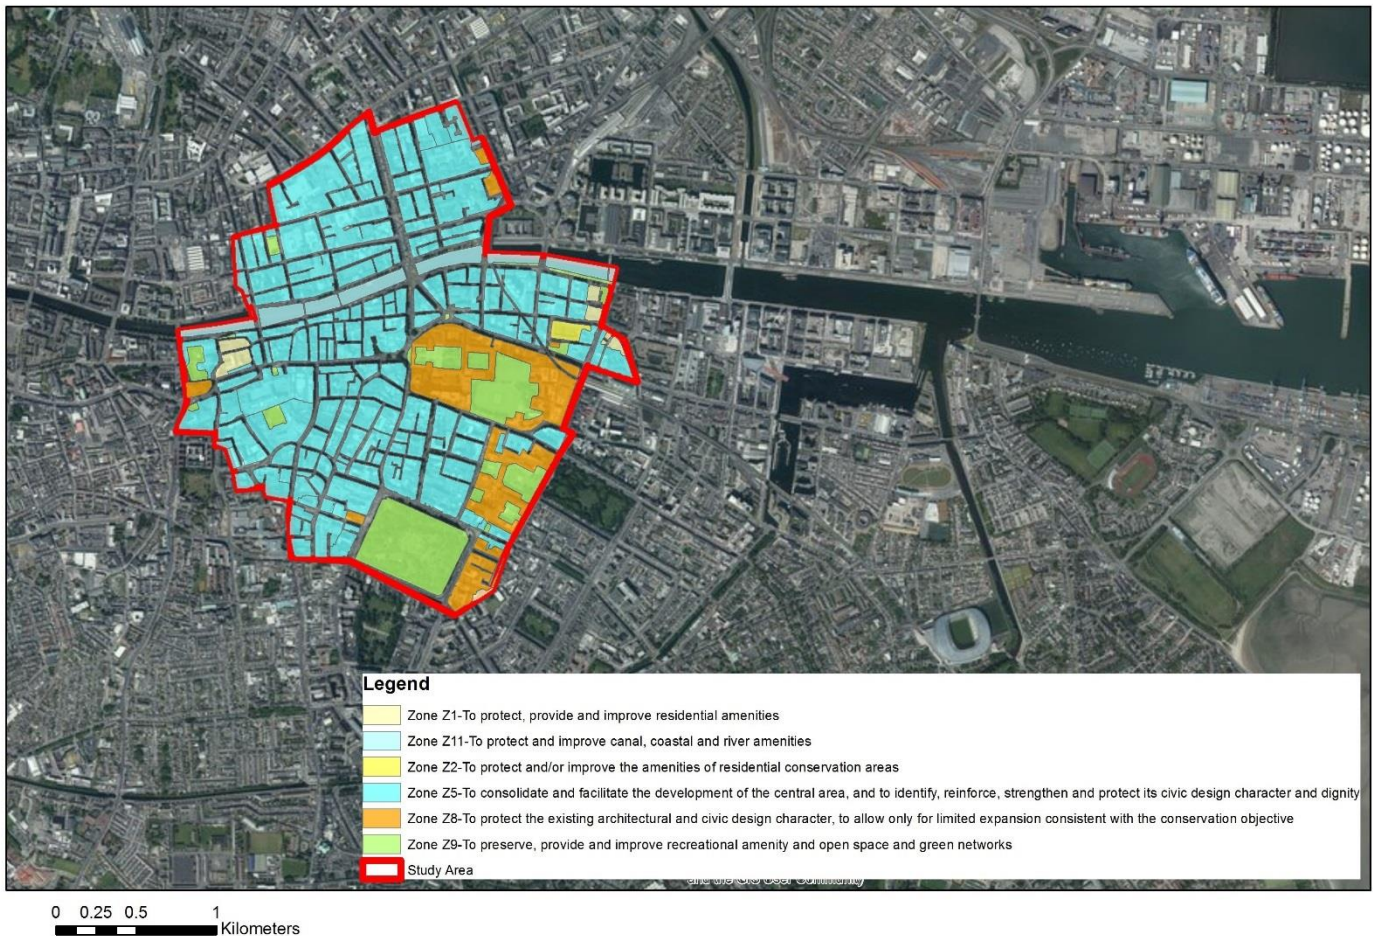 Legend
Zone Z1-To protect, provide and improve residential amenities
Zone Z11-To protect and improve canal, coastal and river amenities
Zone Z2-To protect and/or improve the amenities of residential conservation areas
Zone Z5-To consolidate and facilitate the development of the central area, and to identify, reinforce, strengthen and protect its civic design character and dignity
Zone Z8-To protect the existing architectural and civic design character, to allow only for limited expansion consistent with the conservation objective
Zone Z9-To preserve, provide and improve recreational amenity and open space and green networks
Study Area
and the GIS User Community
0 0.25 0.5 1
Kilometers